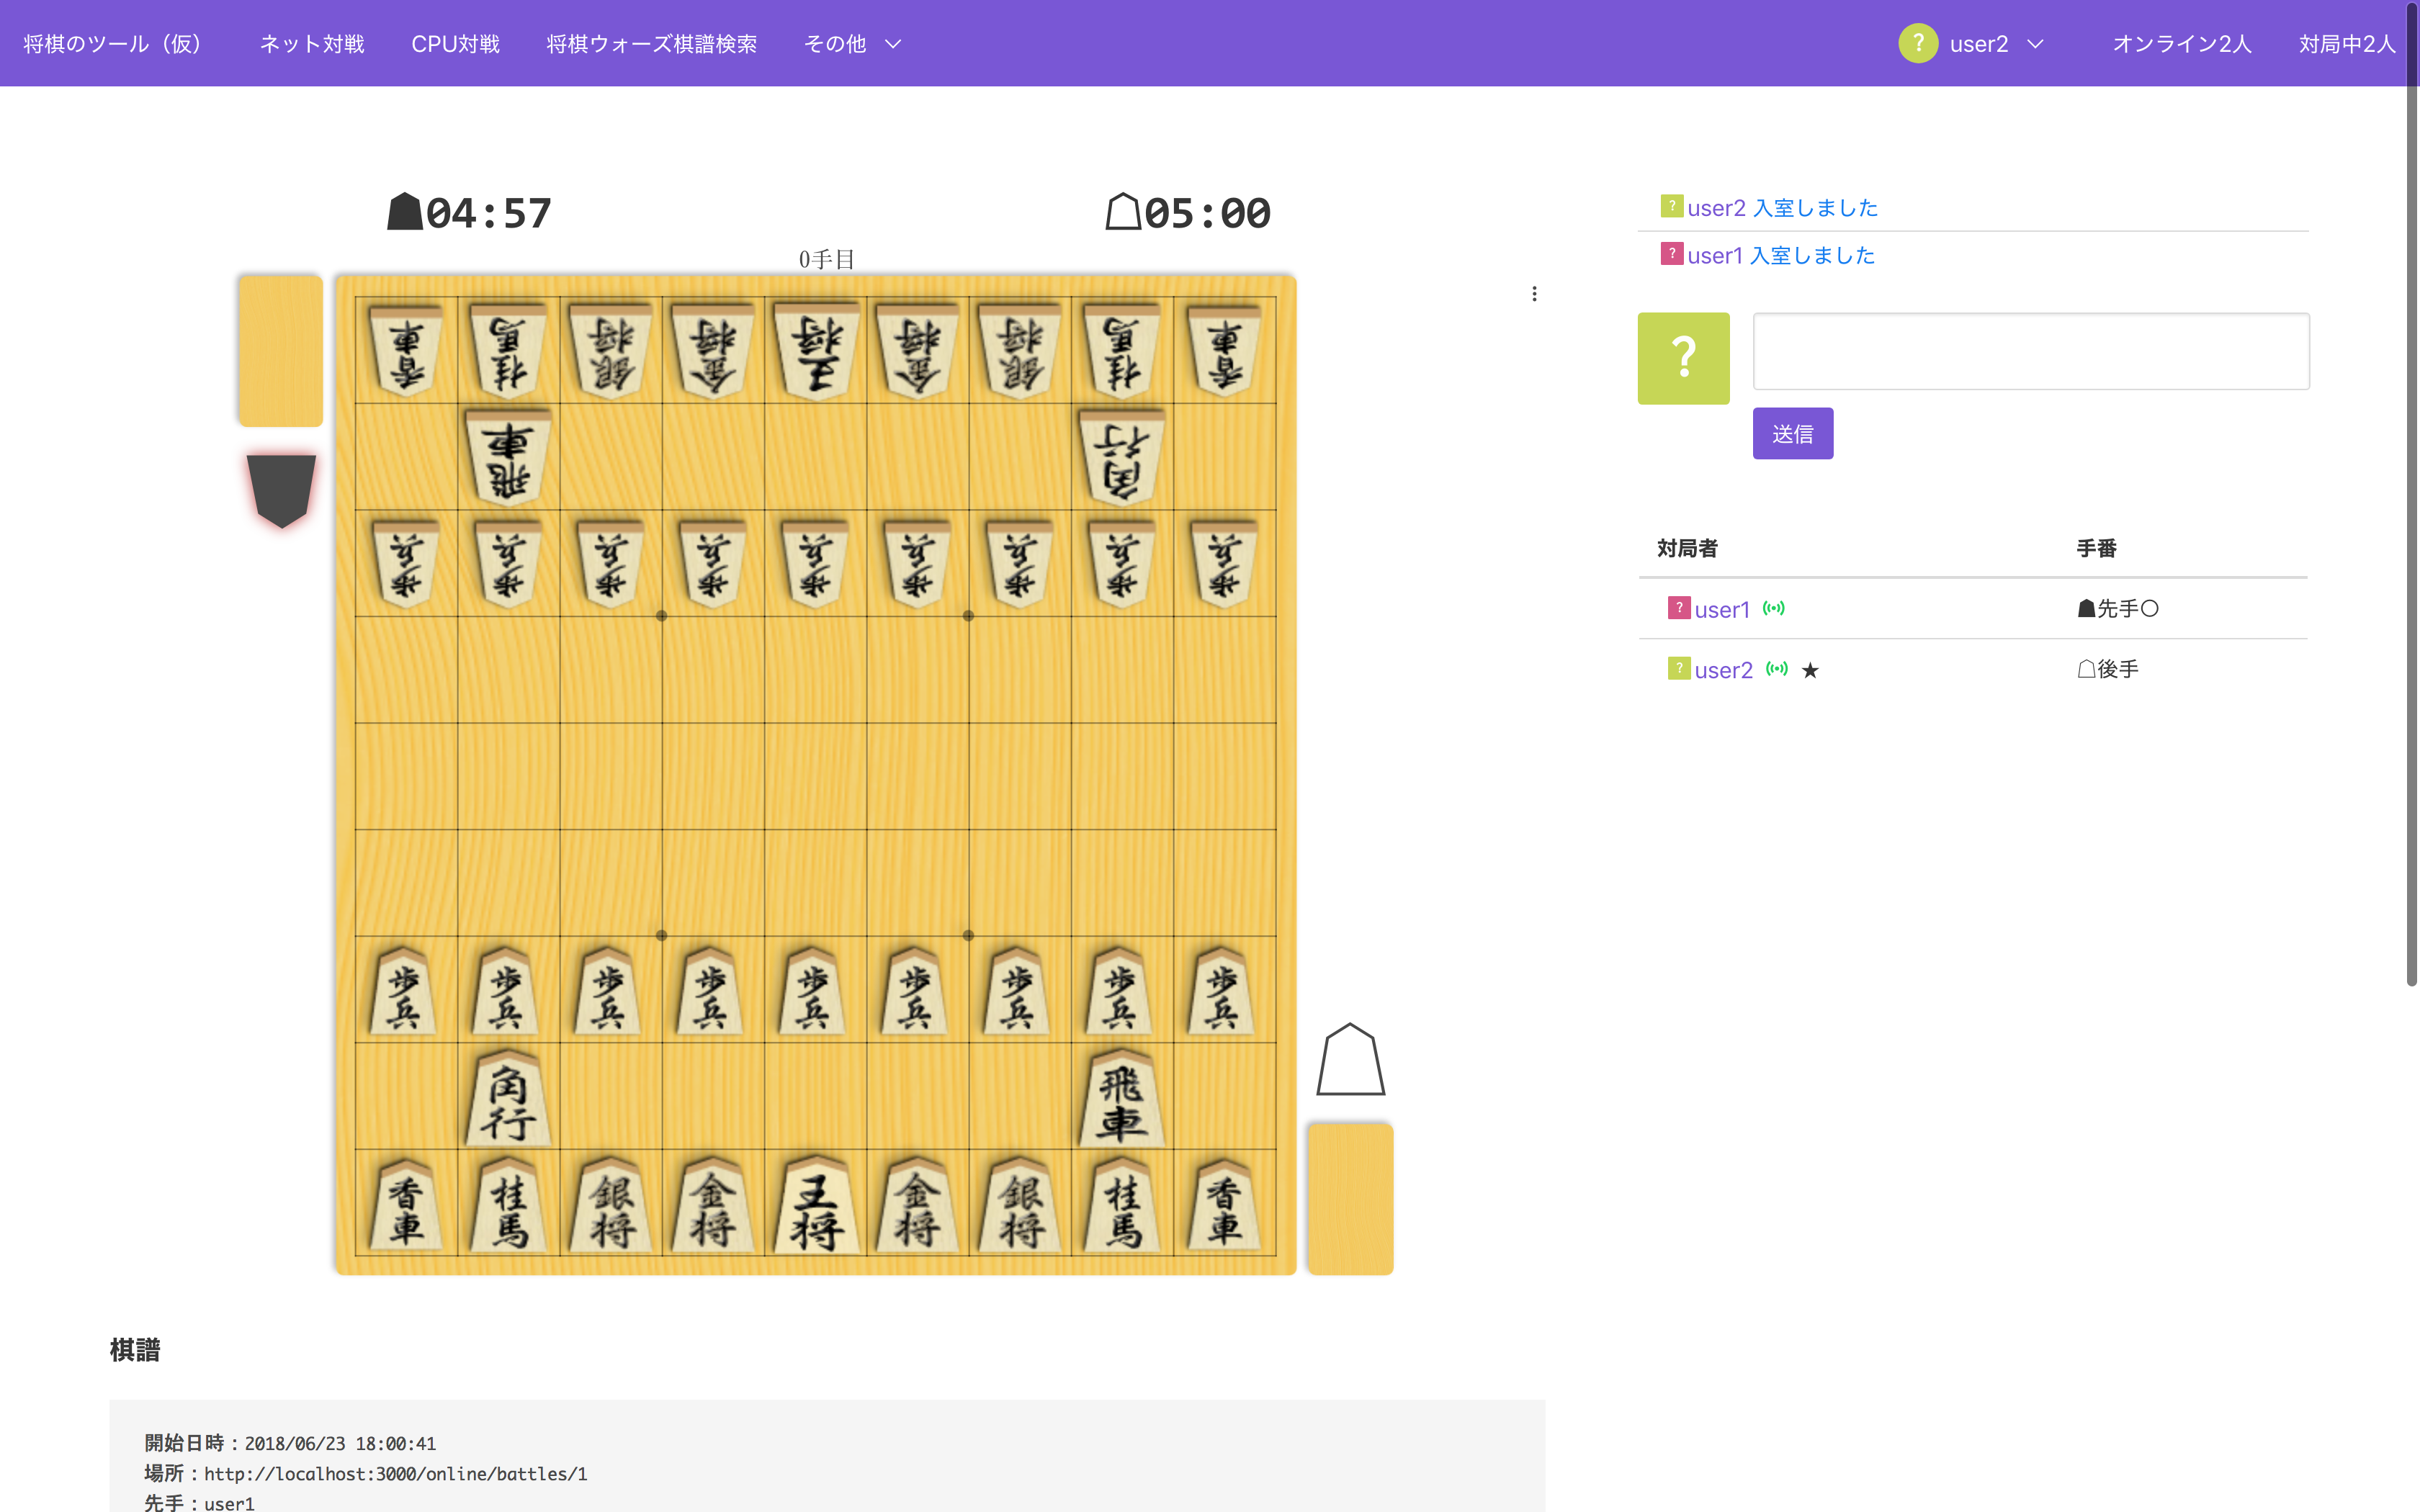 将棋のツール（仮） ネット対戦 CPU対戦 将棋ウォーズ棋譜検索 その他 ? user2 オンライン2人 対局中2人
☗04:57 ☖05:00
0手目
香車 桂馬 銀将 金将 王将 金将 銀将 桂馬 香車
飛車 角行
歩兵 歩兵 歩兵 歩兵 歩兵 歩兵 歩兵 歩兵 歩兵
歩兵 歩兵 歩兵 歩兵 歩兵 歩兵 歩兵 歩兵 歩兵
角行 飛車
香車 桂馬 銀将 金将 王将 金将 銀将 桂馬 香車
? user2 入室しました
? user1 入室しました
?
送信
対局者 手番
? user1 ☗先手○
? user2 ★ ☖後手
棋譜
開始日時：2018/06/23 18:00:41
場所：http://localhost:3000/online/battles/1
先手：user1